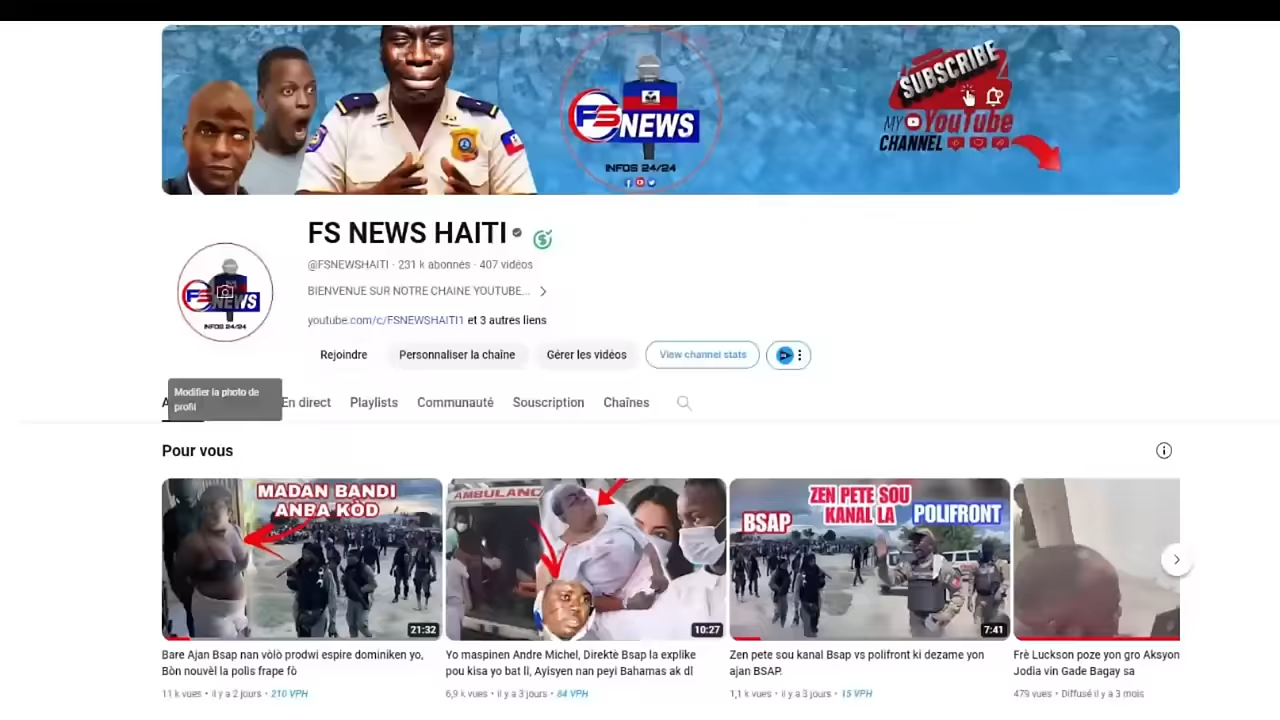 SUBSCRIBE
FS NEWS
MY YouTube
CHANNEL
INFOS 24/24
FS NEWS HAITI
@FSNEWSHAITI · 231 k abonnés · 407 vidéos
BIENVENUE SUR NOTRE CHAINE YOUTUBE...
FS NEWS
youtube.com/c/FSNEWSHAITI1 et 3 autres liens
INFOS 24/24
Rejoindre Personnaliser la chaîne Gérer les vidéos View channel stats
Modifier la photo de
profil
En direct Playlists Communauté Souscription Chaînes
Pour vous
MADAN BANDI
ANBA KÒD
21:32
AMBULANC
10:27
ZEN PETE SOU
KANAL LA
BSAP
POLIFRONT
7:41
Bare Ajan Bsap nan vòlò prodwi espire dominiken yo,
Bòn nouvèl la polis frape fò
11 k vues • il y a 2 jours • 210 VPH
Yo maspinen Andre Michel, Direktè Bsap la explike
pou kisa yo bat li, Ayisyen nan peyi Bahamas ak dl
6,9 k vues • il y a 3 jours • 84 VPH
Zen pete sou kanal Bsap vs polifront ki dezame yon
ajan BSAP.
1,1 k vues • il y a 3 jours • 15 VPH
Frè Luckson poze yon gro Aksyon
Jodia vin Gade Bagay sa
479 vues • Diffusé il y a 3 mois